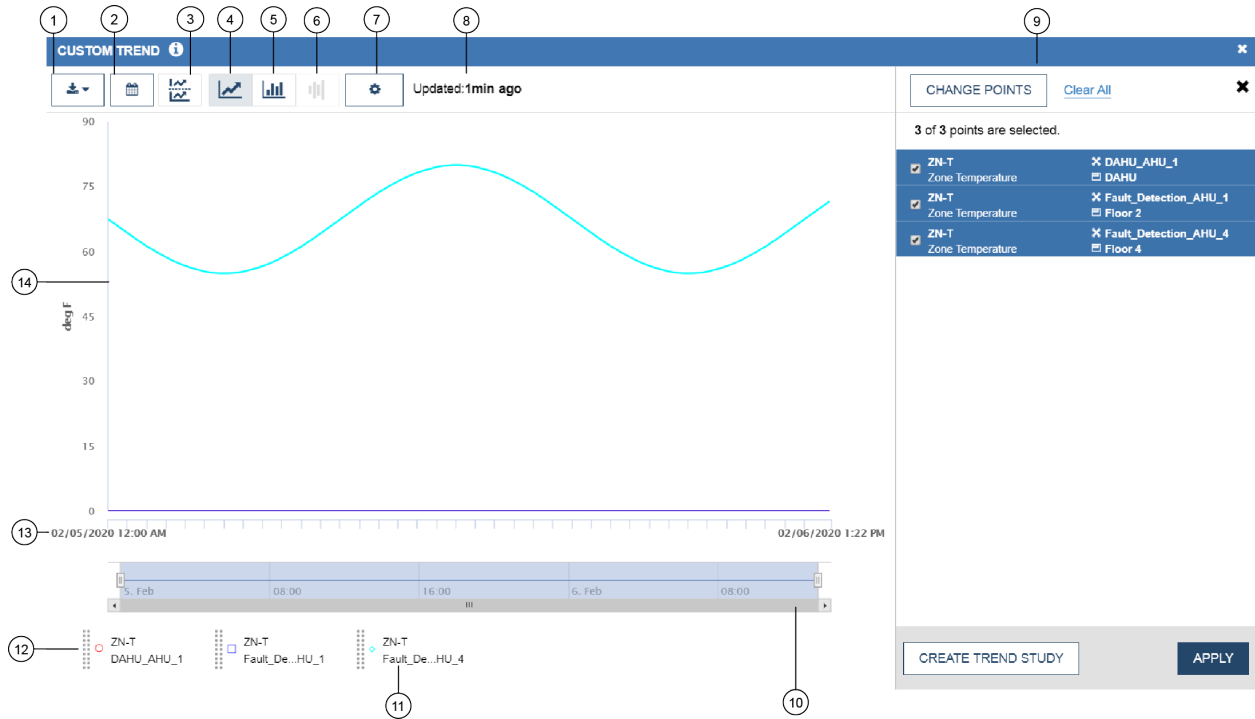 1 2 3 4 5 6 7 8 9
CUSTOM TREND
Updated:1min ago
CHANGE POINTS Clear All
3 of 3 points are selected.
ZN-T DAHU_AHU_1
Zone Temperature DAHU
ZN-T Fault_Detection_AHU_1
Zone Temperature Floor 2
ZN-T Fault_Detection_AHU_4
Zone Temperature Floor 4
90
75
60
14
deg F
45
30
15
0
13 02/05/2020 12:00 AM 02/06/2020 1:22 PM
5. Feb 08:00 16:00 6. Feb 08:00
12
ZN-T ZN-T ZN-T
DAHU_AHU_1 Fault_De...HU_1 Fault_De...HU_4
11 10
CREATE TREND STUDY APPLY